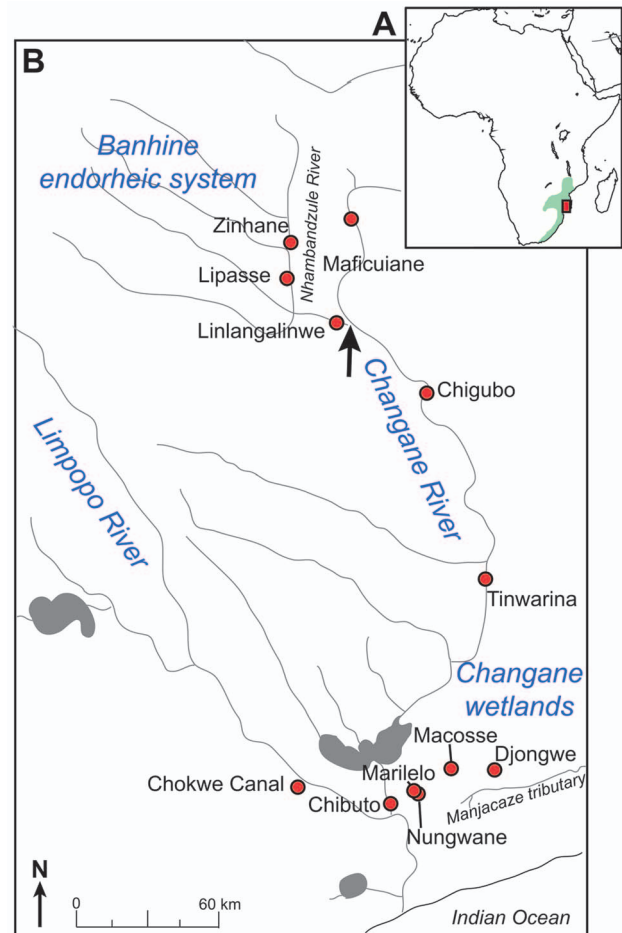 A
B
Banhine
endorheic system
Nhambandzule River
Zinhane
Maficuiane
Lipasse
Linlangalinwe
Chigubo
Changane River
Limpopo River
Tinwarina
Changane
wetlands
Macosse
Djongwe
Marilelo
Chokwe Canal
Chibuto
Manjacaze tributary
Nungwane
N
0 60 km
Indian Ocean